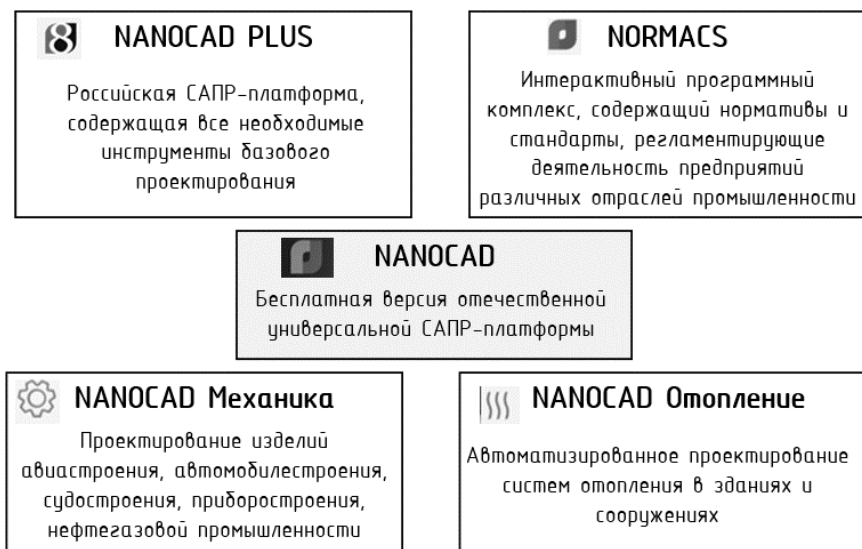 NANOCAD PLUS
Российская САПР-платформа,
содержащая все необходимые
инструменты базового
проектирования
NORMACS
Интерактивный программный
комплекс, содержащий нормативы и
стандарты, регламентирующие
деятельность предприятий
различных отраслей промышленности
NANOCAD
Бесплатная версия отечественной
универсальной САПР-платформы
NANOCAD Механика
Проектирование изделий
авиастроения, автомобилестроения,
судостроения, приборостроения,
нефтегазовой промышленности
NANOCAD Отопление
Автоматизированное проектирование
систем отопления в зданиях и
сооружениях